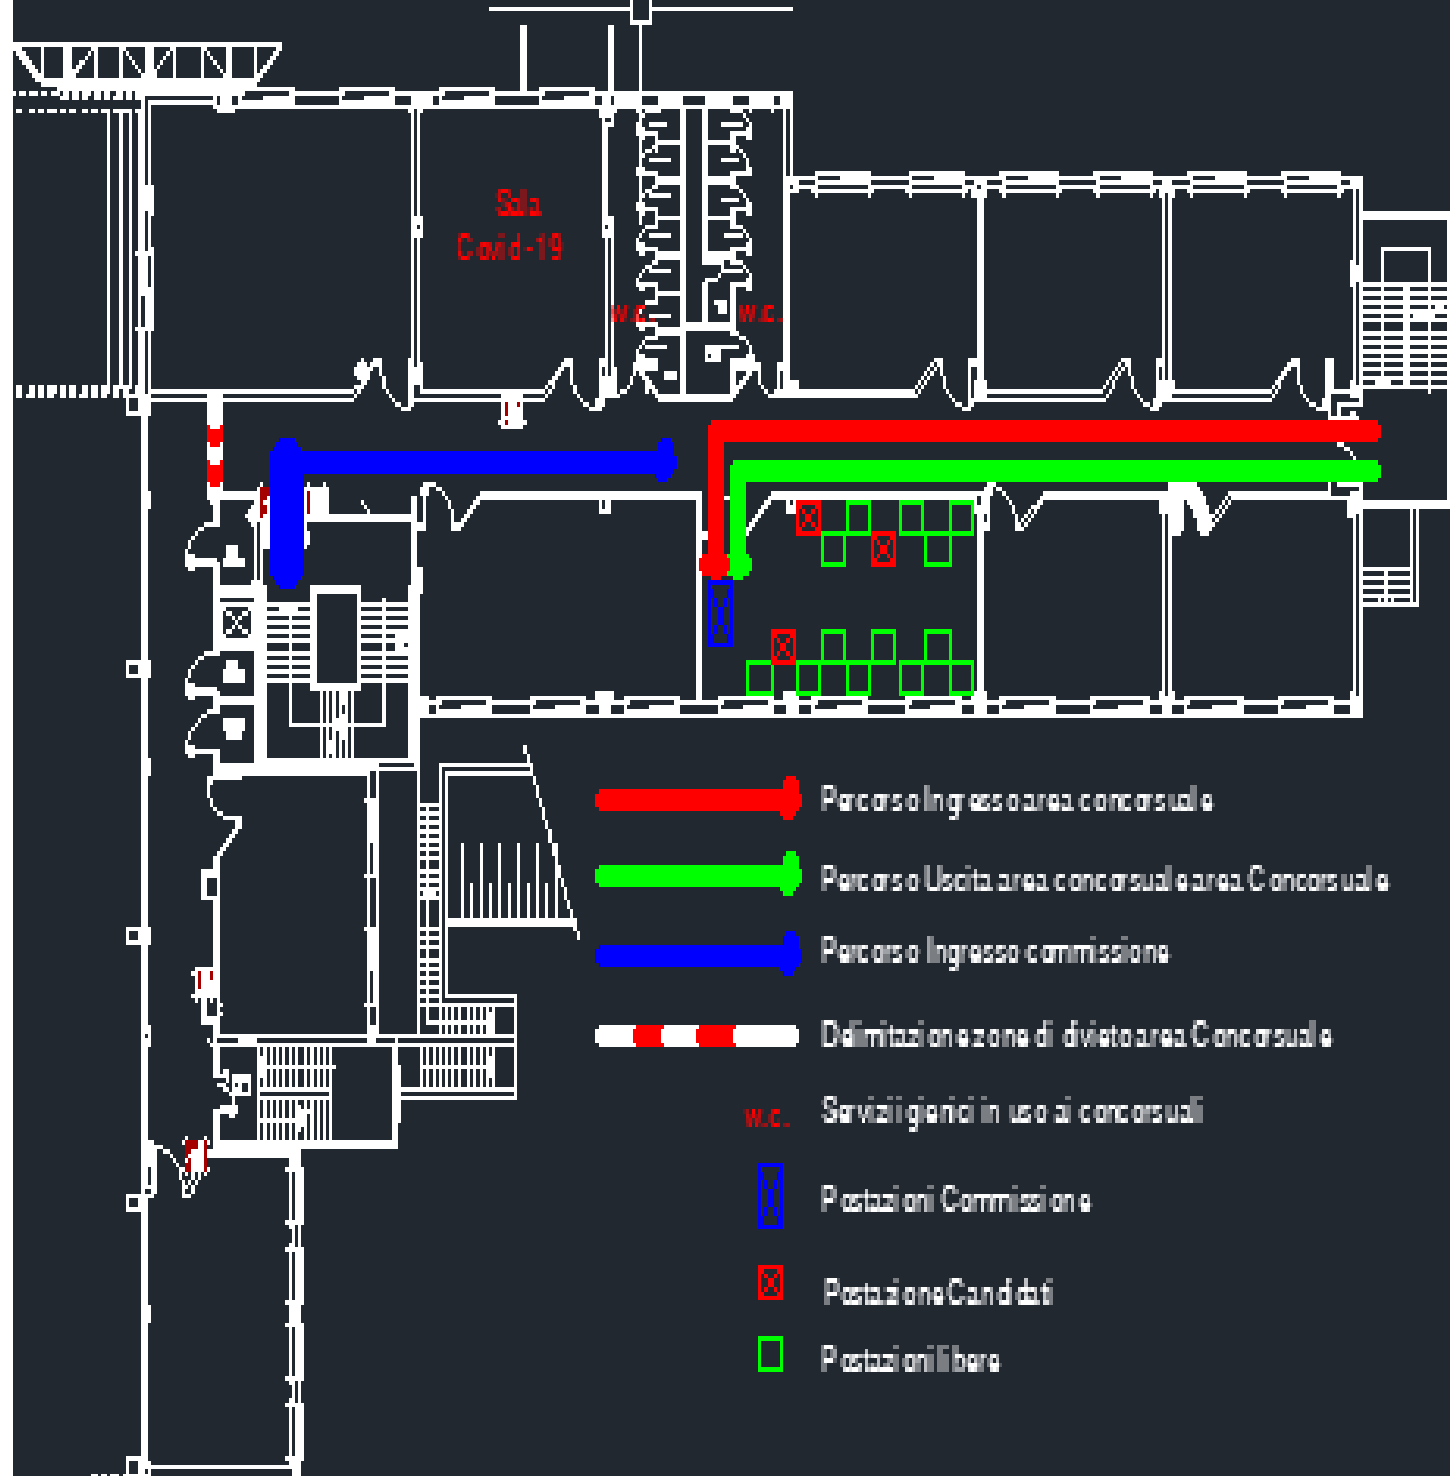 Sala
Covid-19
w.c.
w.c.
Percorso Ingresso area concorsuale
Percorso Uscita area concorsuale area Concorsuale
Percorso Ingresso commissione
Delimitazione zone di divieto area Concorsuale
w.c. Servizi igienici in uso ai concorsuali
Postazioni Commissione
Postazione Candidati
Postazioni libere